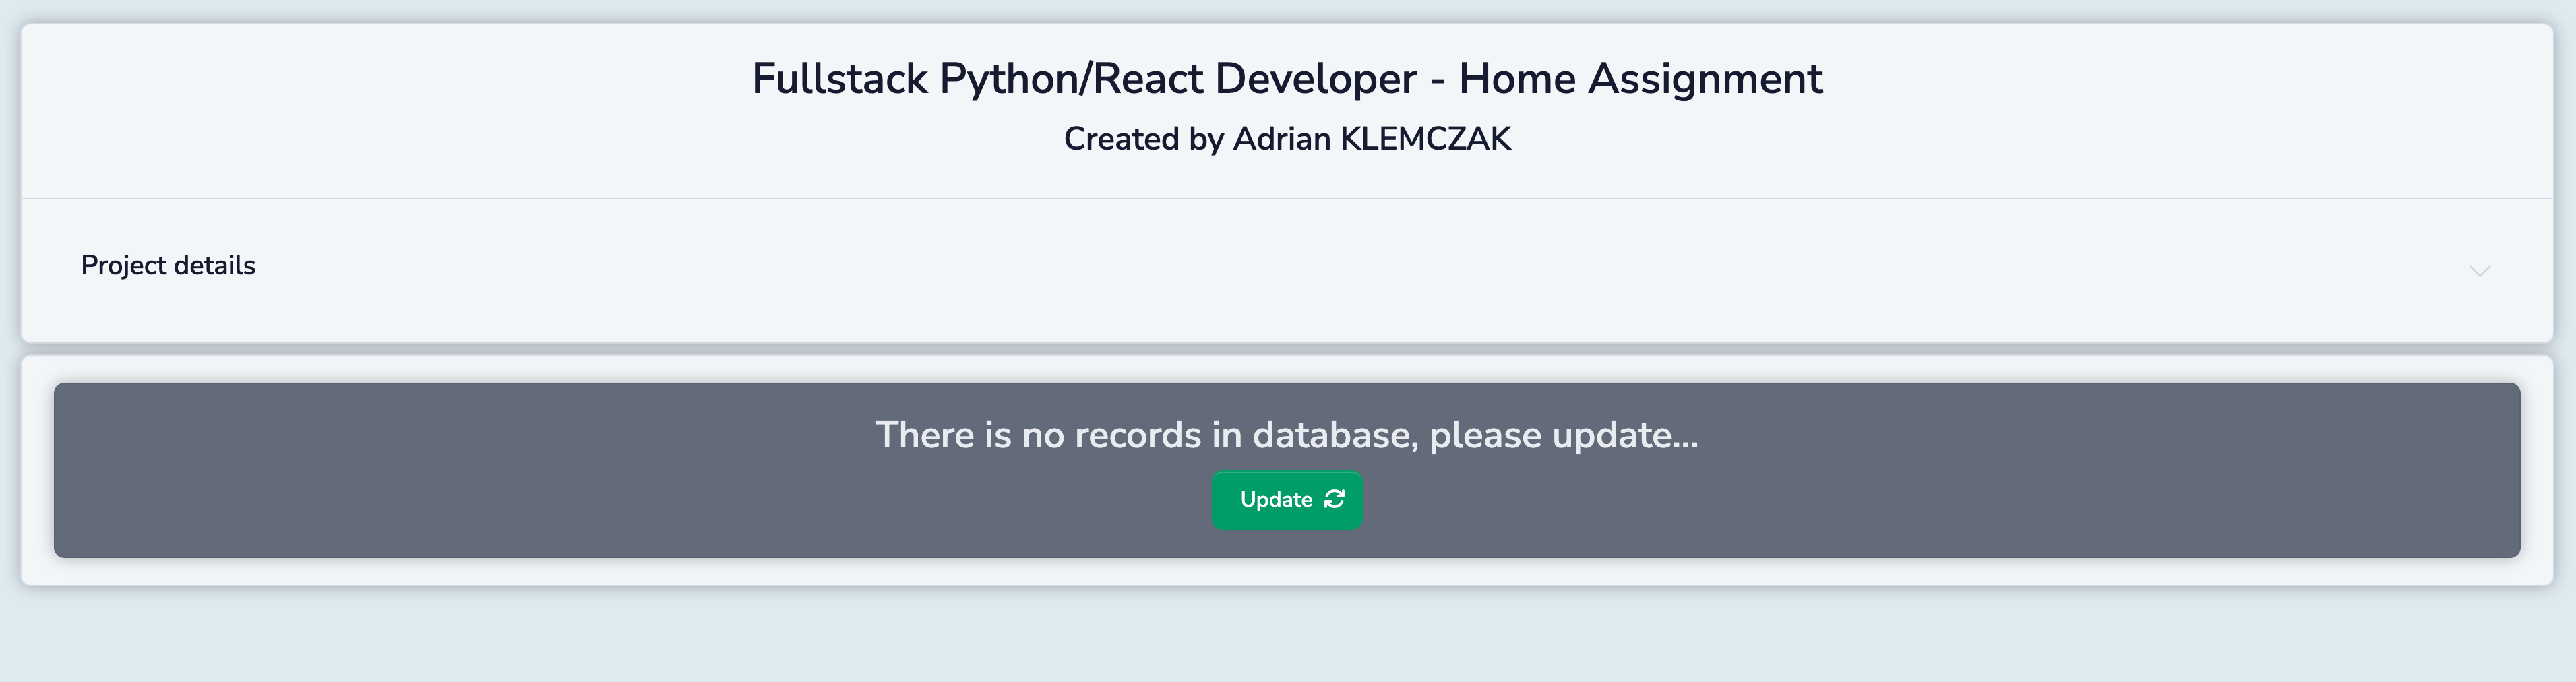 Fullstack Python/React Developer - Home Assignment
Created by Adrian KLEMCZAK
Project details
There is no records in database, please update...
Update